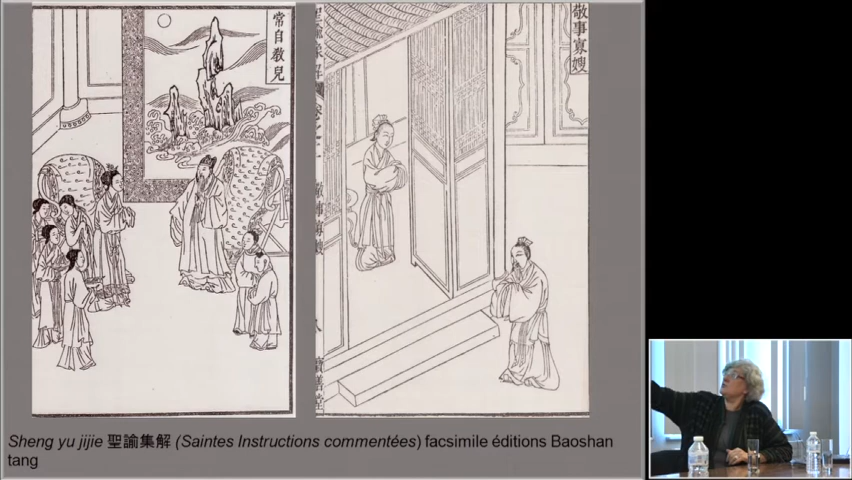 常自教兒
敬事寡嫂
Sheng yu jijie 聖諭集解 (Saintes Instructions commentées) facsimile éditions Baoshan
tang